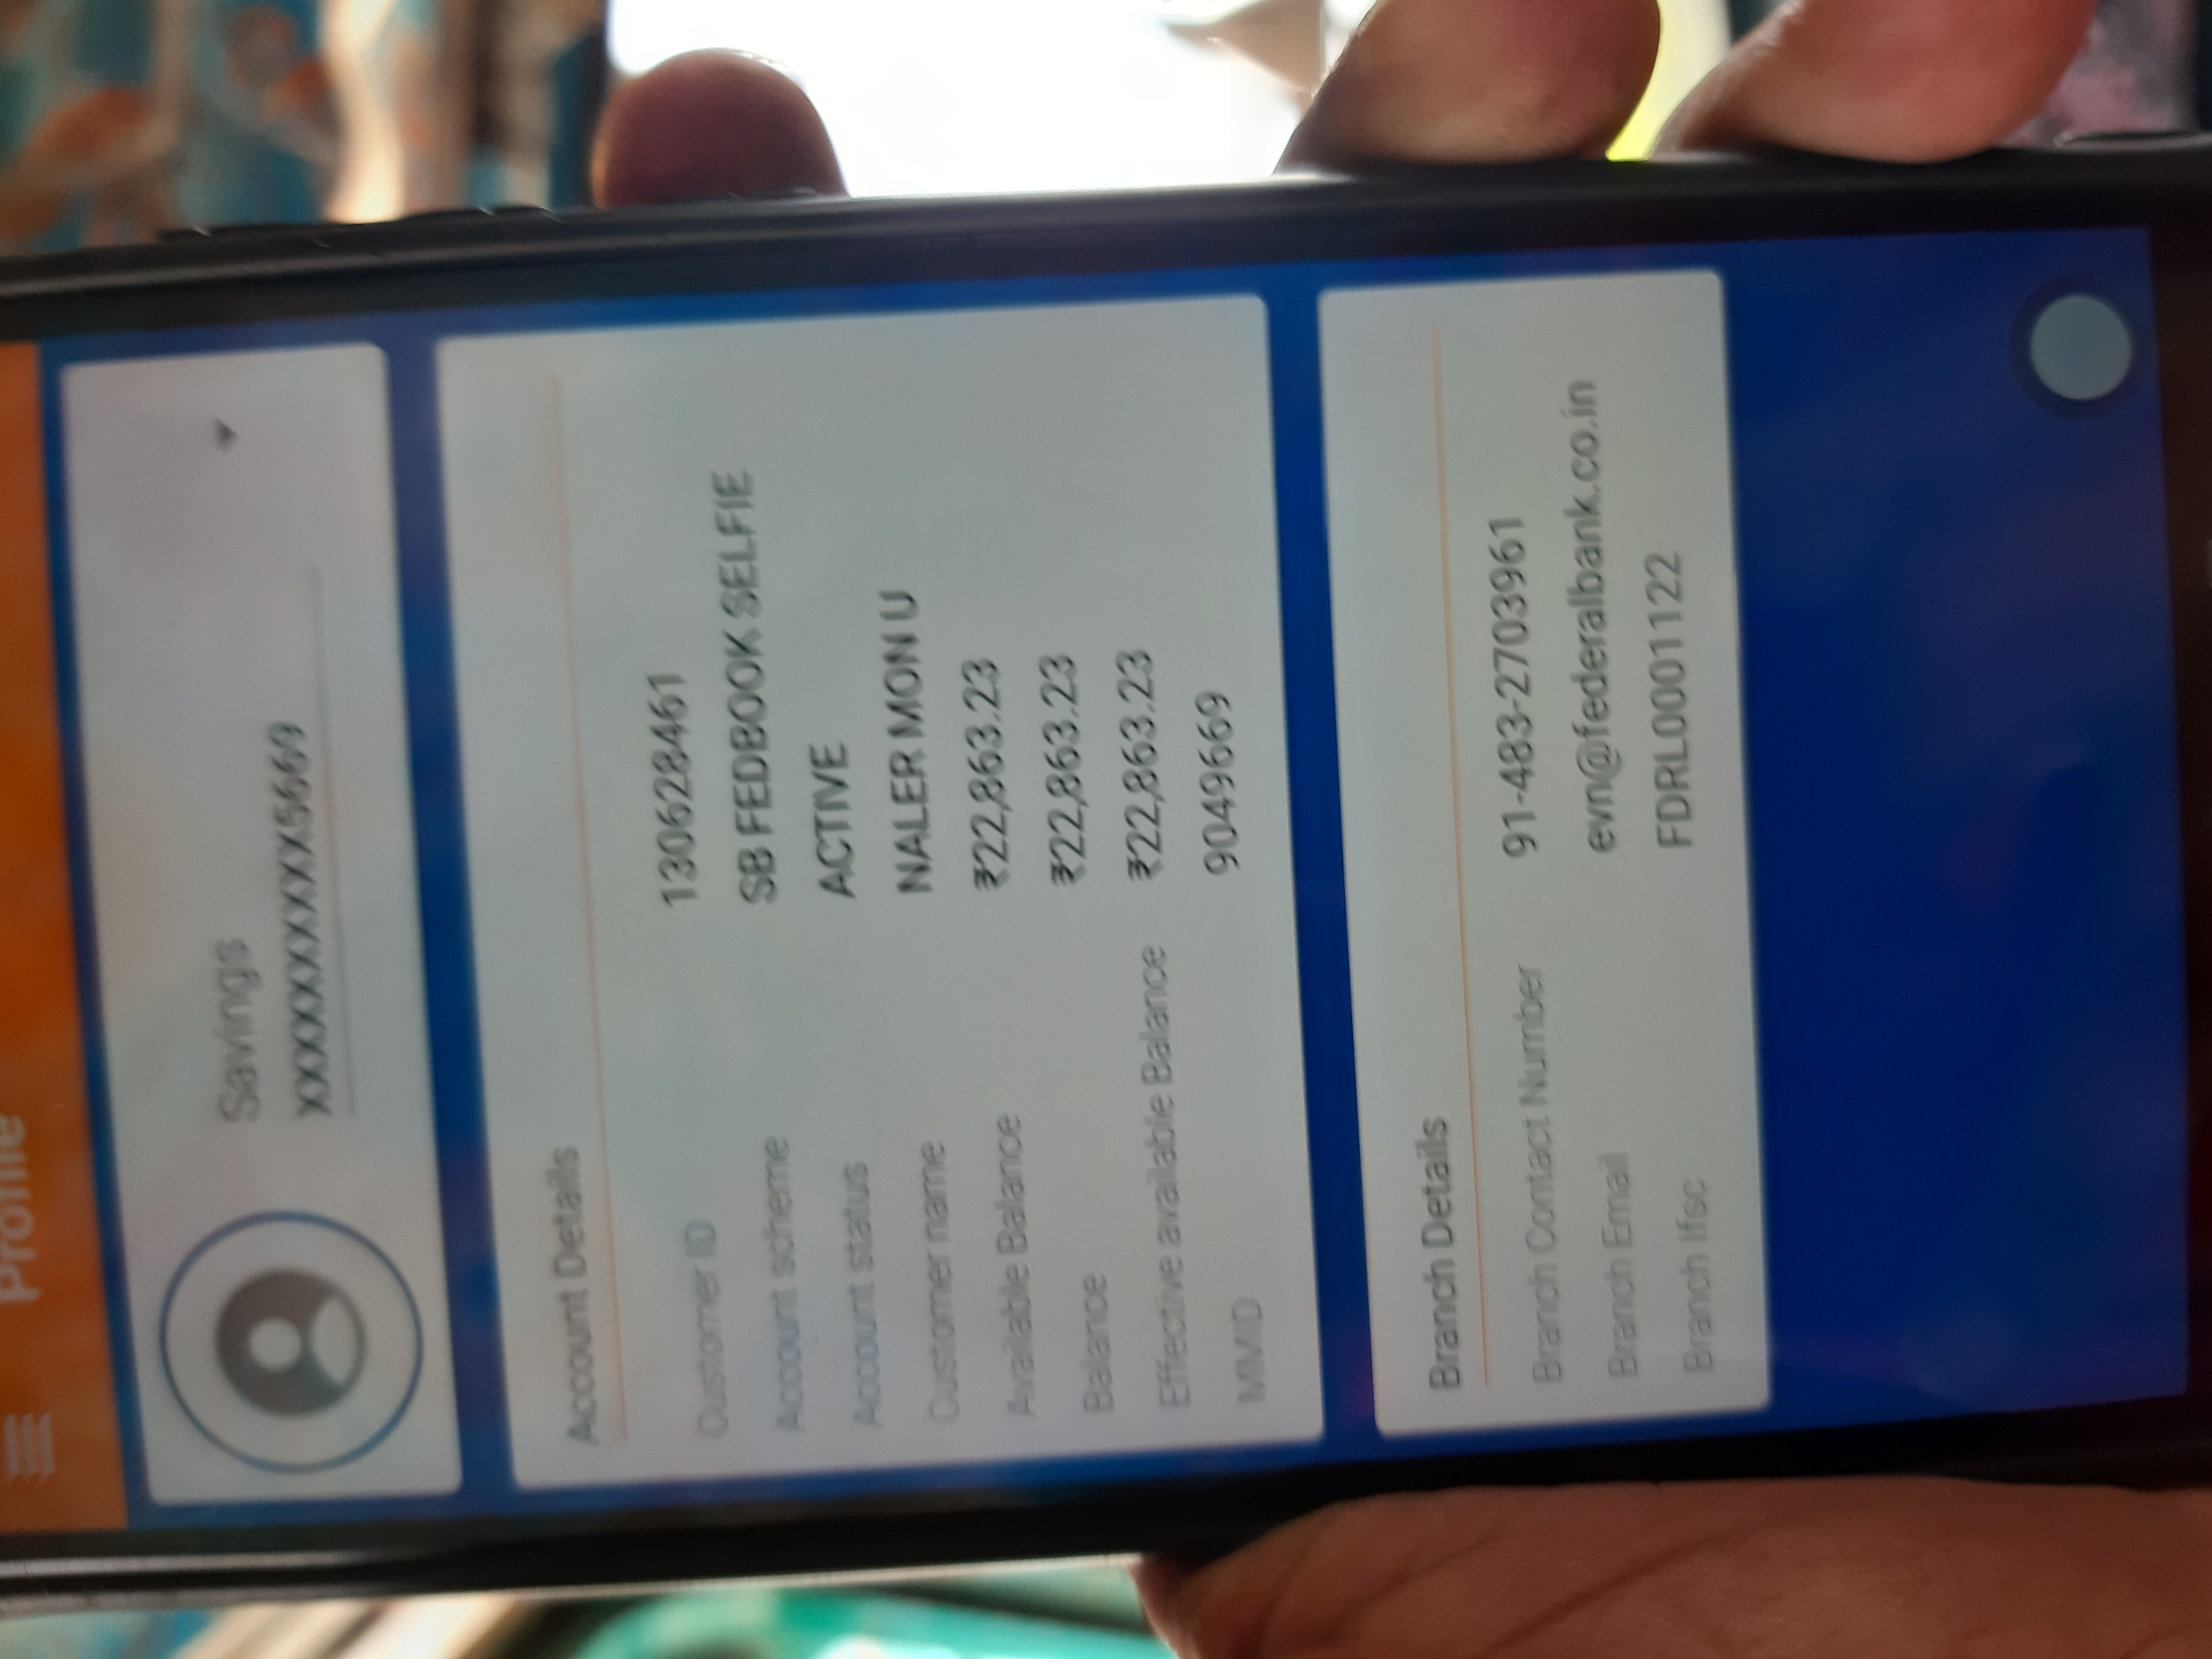 Profile
Savings
XXXXXXXXXX5669
Account Details
Customer ID 130628461
Account scheme SB FEDBOOK SELFIE
Account status ACTIVE
Customer name NALER MON U
Available Balance ₹22,863.23
Balance ₹22,863.23
Effective available Balance ₹22,863.23
MMID 9049669
Branch Details
Branch Contact Number 91-483-2703961
Branch Email evn@federalbank.co.in
Branch Ifsc FDRL0001122